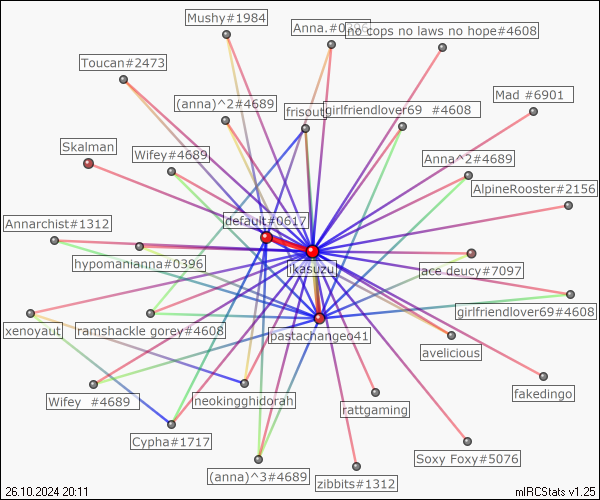 Mushy#1984
Anna.#0396
no cops no laws no hope#4608
Toucan#2473
Mad #6901
(anna)^2#4689
frisout
girlfriendlover69 #4608
Skalman
Wifey#4689
Anna^2#4689
AlpineRooster#2156
Annarchist#1312
default#0617
hypomanianna#0396
ikasuzu
ace deucy#7097
girlfriendlover69#4608
xenoyaut
ramshackle gorey#4608
pastachange041
avelicious
Wifey #4689
neokingghidorah
rattgaming
fakedingo
Cypha#1717
(anna)^3#4689
zibbits#1312
Soxy Foxy#5076
26.10.2024 20:11
mIRCStats v1.25